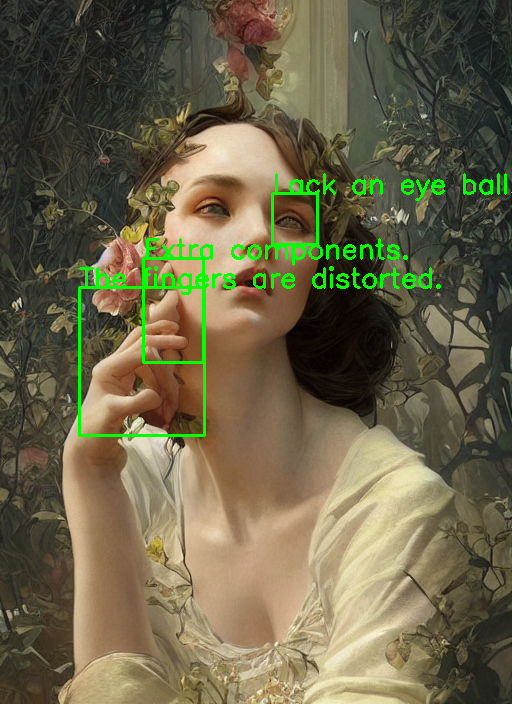 Lack an eye ball
Extra components.
The fingers are distorted.